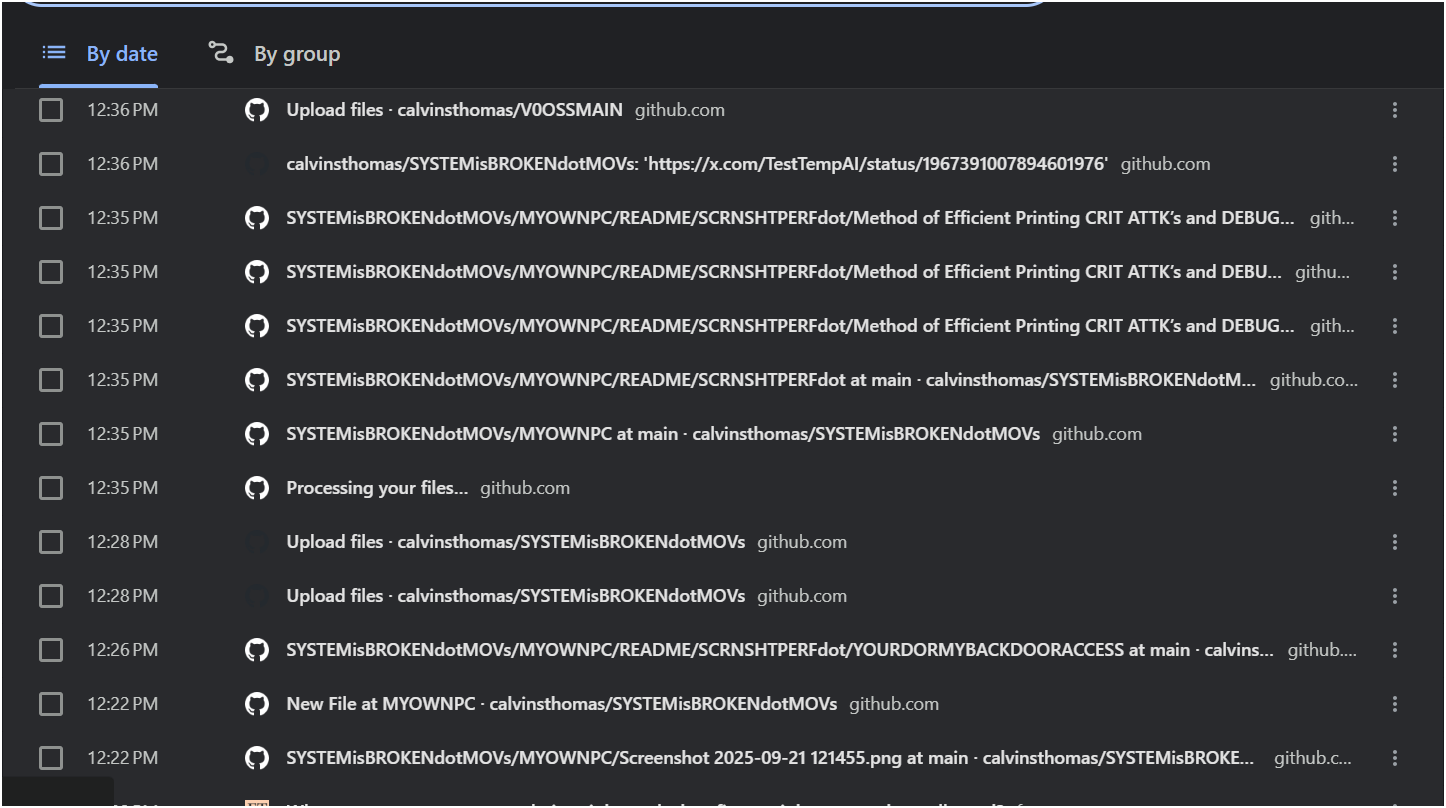 By date By group
12:36 PM Upload files · calvinsthomas/V0OSSMAIN github.com
12:36 PM calvinsthomas/SYSTEMisBROKENdotMOVs: 'https://x.com/TestTempAI/status/1967391007894601976' github.com
12:35 PM SYSTEMisBROKENdotMOVs/MYOWNPC/README/SCRNSHTPERFdot/Method of Efficient Printing CRIT ATTK’s and DEBUG... gith...
12:35 PM SYSTEMisBROKENdotMOVs/MYOWNPC/README/SCRNSHTPERFdot/Method of Efficient Printing CRIT ATTK’s and DEBU... githu...
12:35 PM SYSTEMisBROKENdotMOVs/MYOWNPC/README/SCRNSHTPERFdot/Method of Efficient Printing CRIT ATTK’s and DEBUG... gith...
12:35 PM SYSTEMisBROKENdotMOVs/MYOWNPC/README/SCRNSHTPERFdot at main · calvinsthomas/SYSTEMisBROKENdotM... github.co...
12:35 PM SYSTEMisBROKENdotMOVs/MYOWNPC at main · calvinsthomas/SYSTEMisBROKENdotMOVs github.com
12:35 PM Processing your files... github.com
12:28 PM Upload files · calvinsthomas/SYSTEMisBROKENdotMOVs github.com
12:28 PM Upload files · calvinsthomas/SYSTEMisBROKENdotMOVs github.com
12:26 PM SYSTEMisBROKENdotMOVs/MYOWNPC/README/SCRNSHTPERFdot/YOURDORMYBACKDOORACCESS at main · calvins... github....
12:22 PM New File at MYOWNPC · calvinsthomas/SYSTEMisBROKENdotMOVs github.com
12:22 PM SYSTEMisBROKENdotMOVs/MYOWNPC/Screenshot 2025-09-21 121455.png at main · calvinsthomas/SYSTEMisBROKE... github.c...